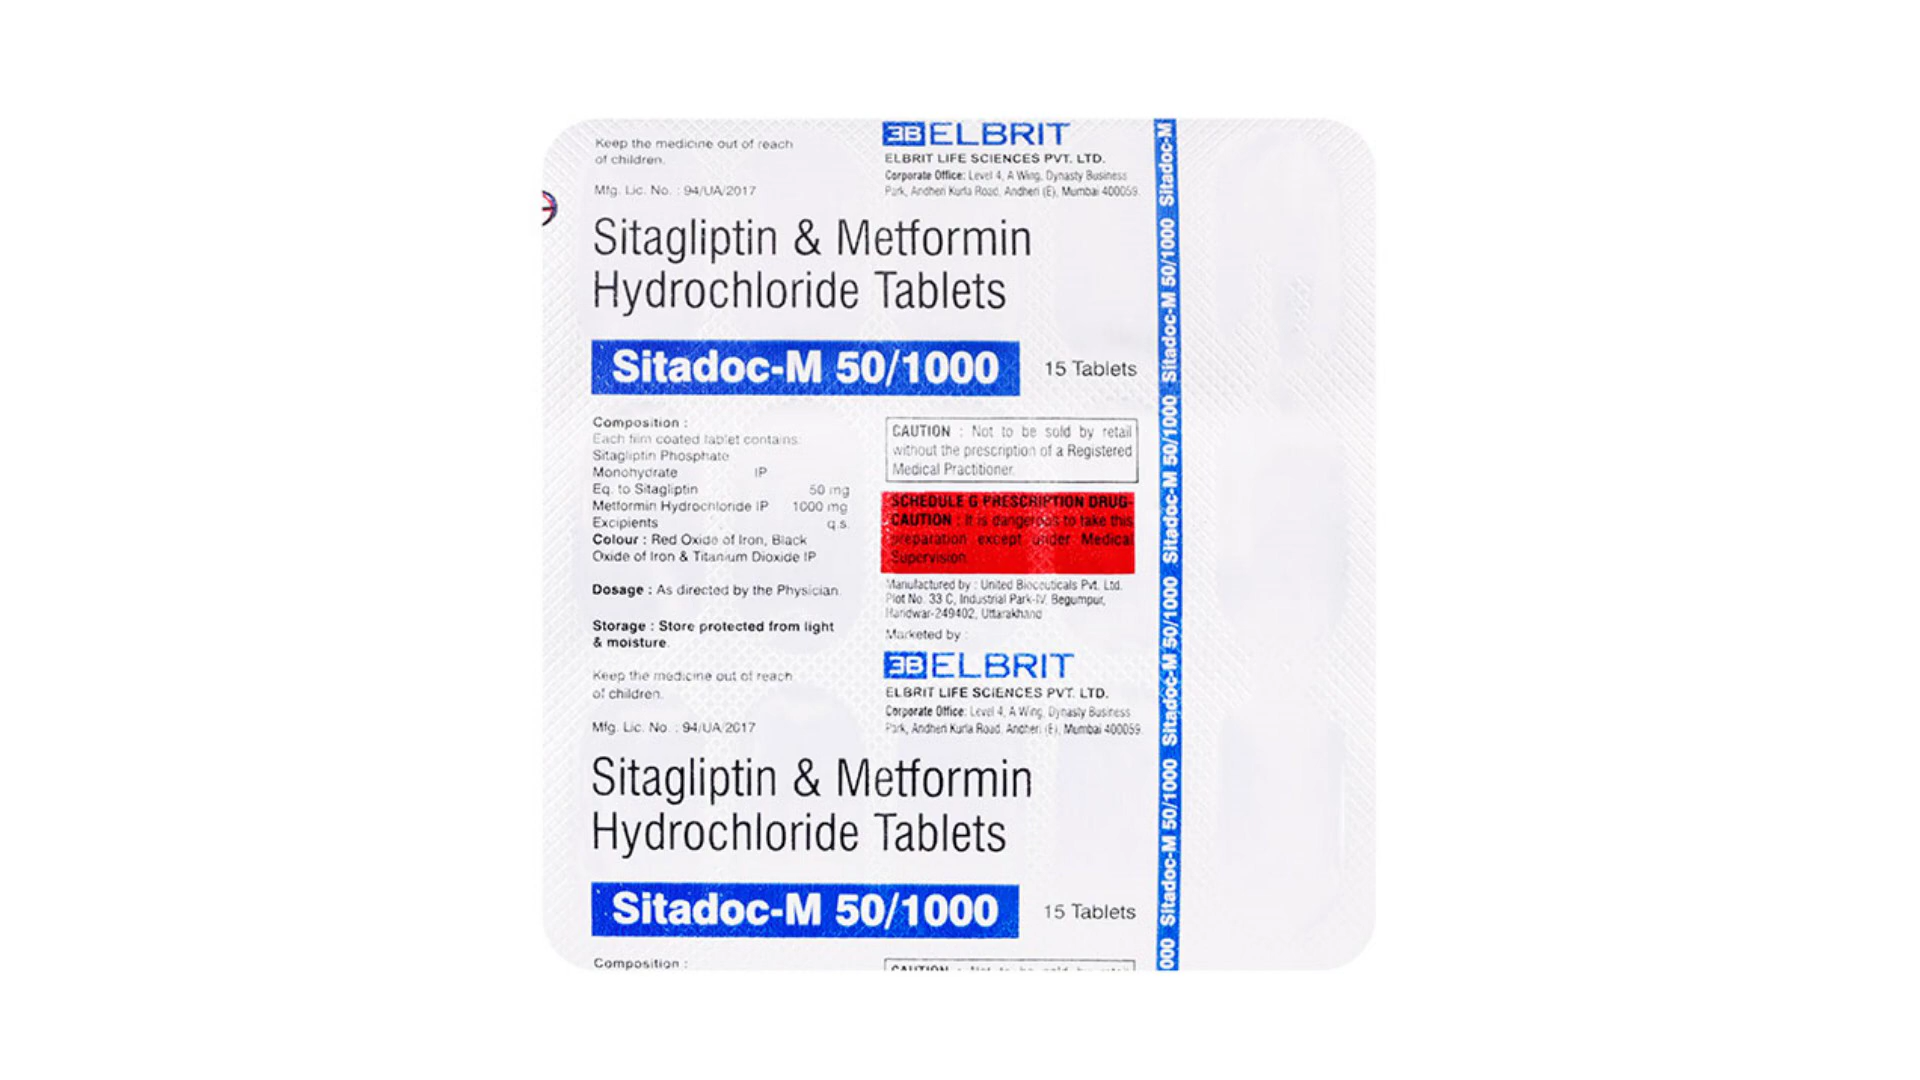 Keep the medicine out of reach
of children.
Mfg. Lic. No. : 94/UA/2017
ELBRIT
ELBRIT LIFE SCIENCES PVT. LTD.
Corporate Office: Level 4, A Wing, Dynasty Business
Park, Andheri Kurla Road, Andheri (E), Mumbai 400059.
Sitagliptin & Metformin
Hydrochloride Tablets
Sitadoc-M 50/1000
15 Tablets
Composition :
Each film coated tablet contains:
Sitagliptin Phosphate
Monohydrate IP
Eq. to Sitagliptin 50 mg
Metformin Hydrochloride IP 1000 mg
Excipients q.s.
Colour : Red Oxide of Iron, Black
Oxide of Iron & Titanium Dioxide IP
Dosage : As directed by the Physician.
Storage : Store protected from light
& moisture.
Keep the medicine out of reach
of children.
Mfg. Lic. No. : 94/UA/2017
CAUTION : Not to be sold by retail
without the prescription of a Registered
Medical Practitioner.
SCHEDULE G PRESCRIPTION DRUG-
CAUTION : It is dangerous to take this
preparation except under Medical
Supervision.
Manufactured by : United Bioceuticals Pvt. Ltd.
Plot No. 33 C, Industrial Park-IV, Begumpur,
Haridwar-249402, Uttarakhand
Marketed by :
ELBRIT
ELBRIT LIFE SCIENCES PVT. LTD.
Corporate Office: Level 4, A Wing, Dynasty Business
Park, Andheri Kurla Road, Andheri (E), Mumbai 400059.
Sitagliptin & Metformin
Hydrochloride Tablets
Sitadoc-M 50/1000
15 Tablets
Composition :
CAUTION : Not to be sold by retail
000 Sitadoc-M 50/1000 Sitadoc-M 50/1000 Sitadoc-M 50/1000 Sitadoc-M 50/1000 Sitadoc-M